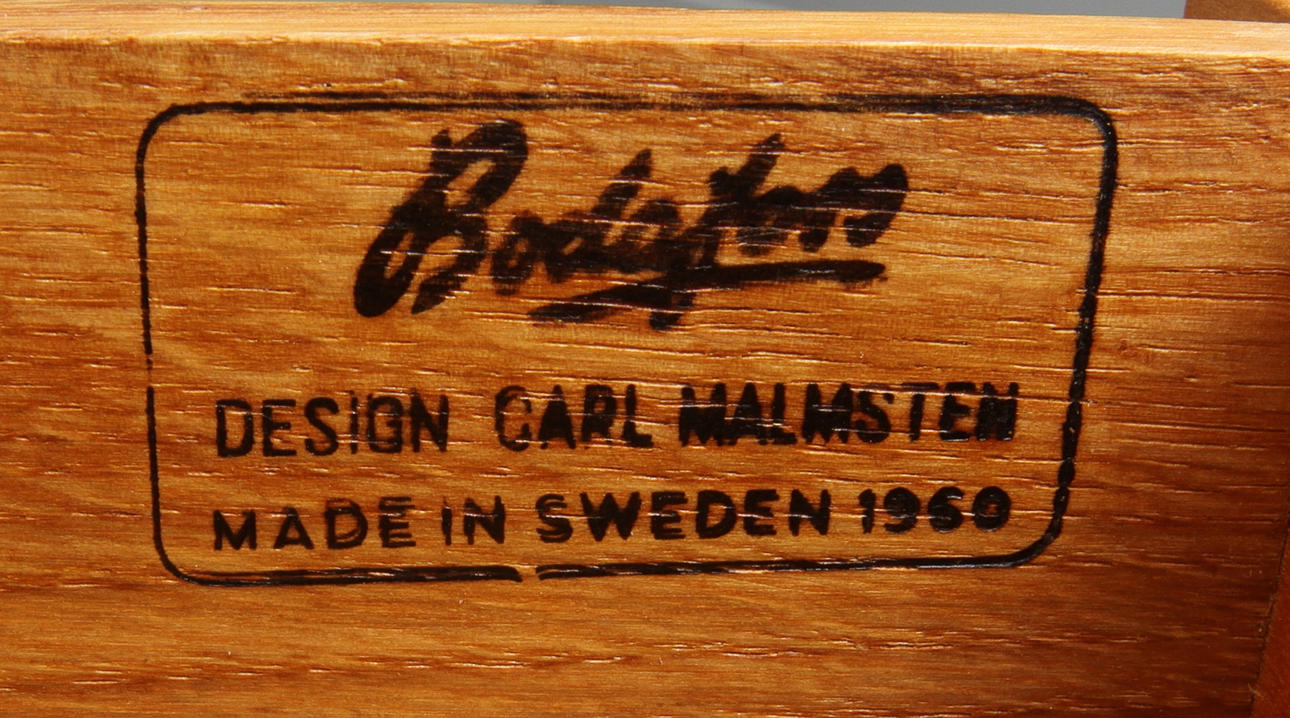 Bodafors
DESIGN CARL MALMSTEN
MADE IN SWEDEN 1960